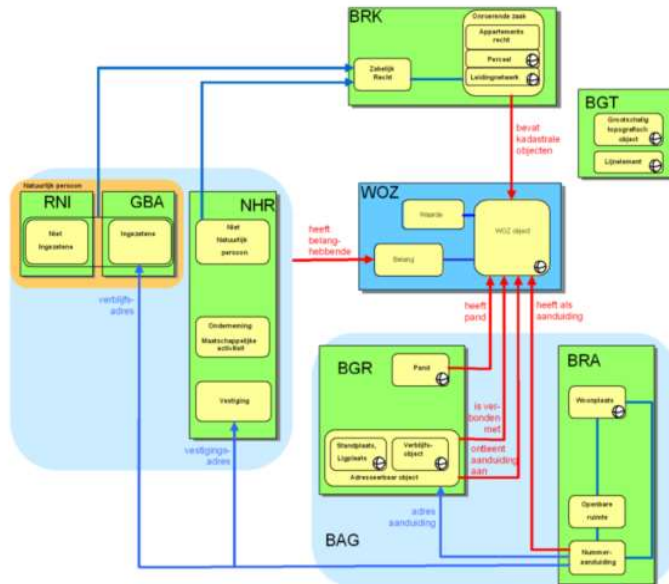 BRK
Onroerende zaak
Appartements
recht
Zakelijk
Recht
Perceel
Leidingnetwerk
BGT
Grootschalig
topografisch
object
Lijnelement
bevat
kadastrale
objecten
Natuurlijk persoon
RNI
GBA
NHR
WOZ
Niet
Ingezetene
Ingezetene
Niet
Natuurlijk
persoon
heeft
belang-
hebbende
Waarde
WOZ object
Belang
verblijfs-
adres
heeft
pand
heeft als
aanduiding
Onderneming
Maatschappelijke
activiteit
BGR
Pand
BRA
Woonplaats
Vestiging
is ver-
bonden
met
Standplaats,
Ligplaats
Verblijfs-
object
ontleent
aanduiding
aan
Adresseerbaar object
vestigings-
adres
adres
aanduiding
Openbare
ruimte
BAG
Nummer-
aanduiding